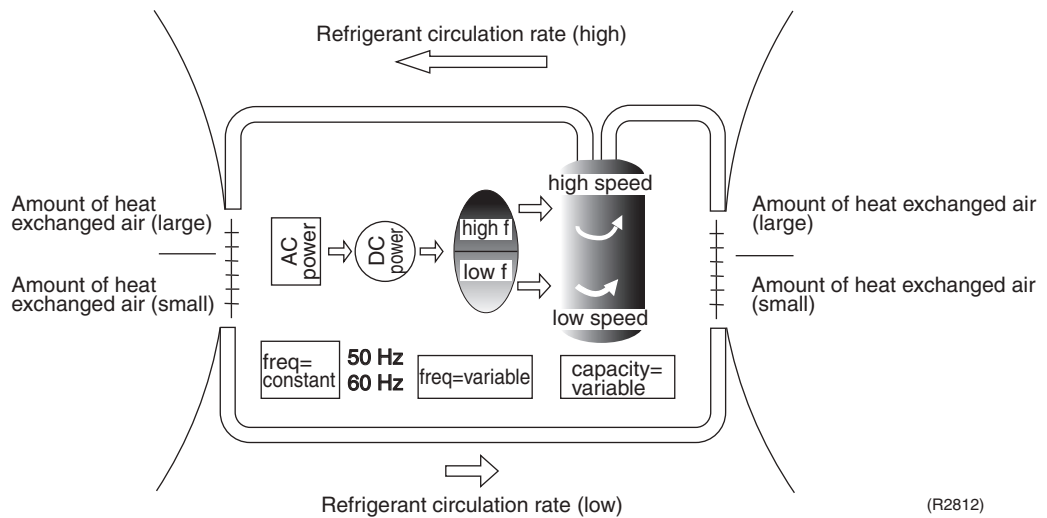 Refrigerant circulation rate (high)
high speed
Amount of heat
exchanged air (large)
Amount of heat exchanged air
(large)
AC
power
DC
power
high f
low f
Amount of heat
exchanged air (small)
Amount of heat exchanged air
(small)
low speed
freq=
constant
50 Hz
60 Hz
freq=variable
capacity=
variable
Refrigerant circulation rate (low)
(R2812)